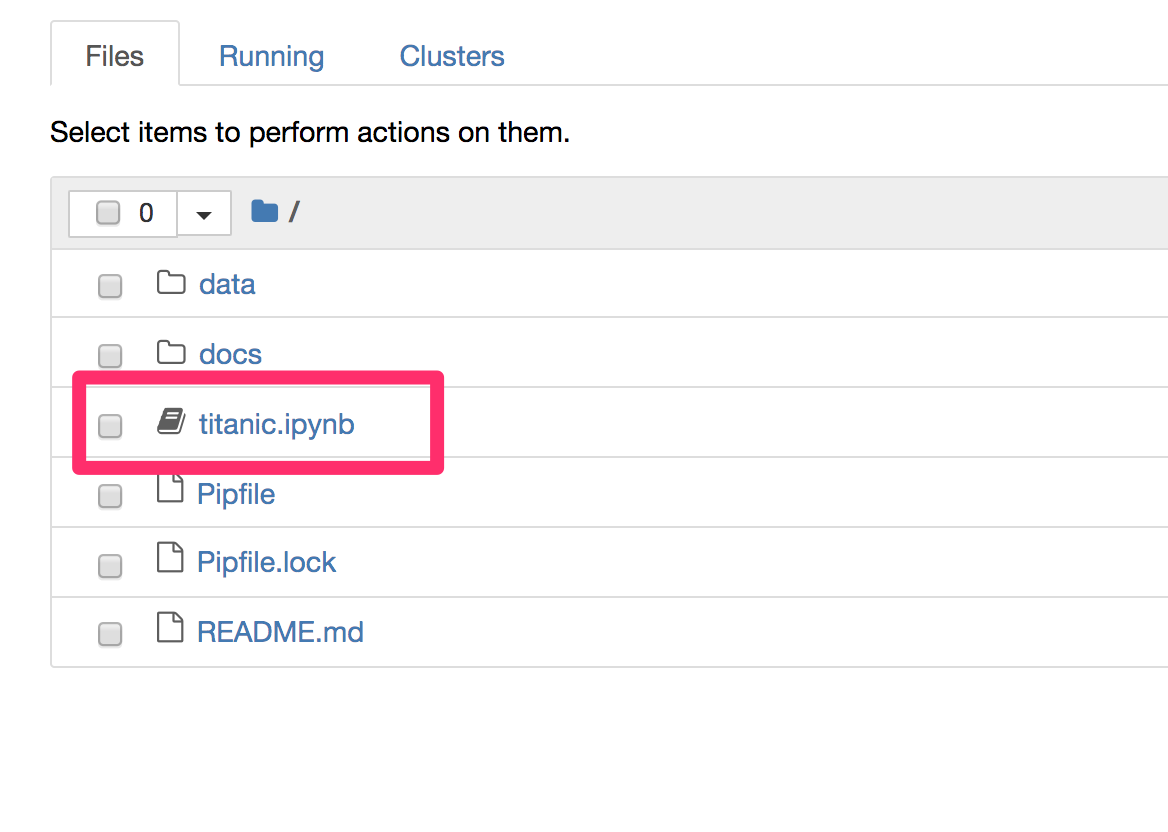 Files Running Clusters
Select items to perform actions on them.
0 /
data
docs
titanic.ipynb
Pipfile
Pipfile.lock
README.md